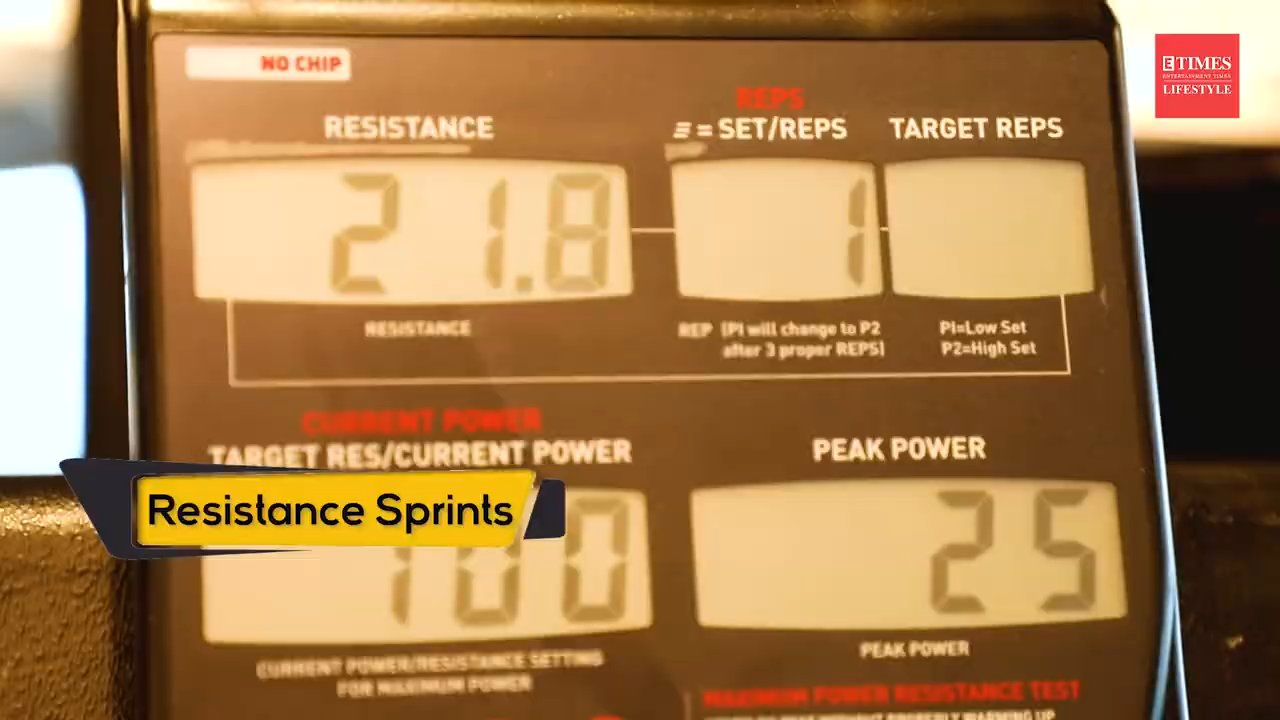 NO CHIP
ETIMES
ENTERTAINMENT TIMES
LIFESTYLE
REPS
RESISTANCE
= SET/REPS
TARGET REPS
21.8
1
RESISTANCE
REP (P1 will change to P2
after 3 proper REPS)
P1=Low Set
P2=High Set
CURRENT POWER
TARGET RES/CURRENT POWER
PEAK POWER
Resistance Sprints
100
25
CURRENT POWER/RESISTANCE SETTING
FOR MAXIMUM POWER
PEAK POWER
MAXIMUM POWER RESISTANCE TEST